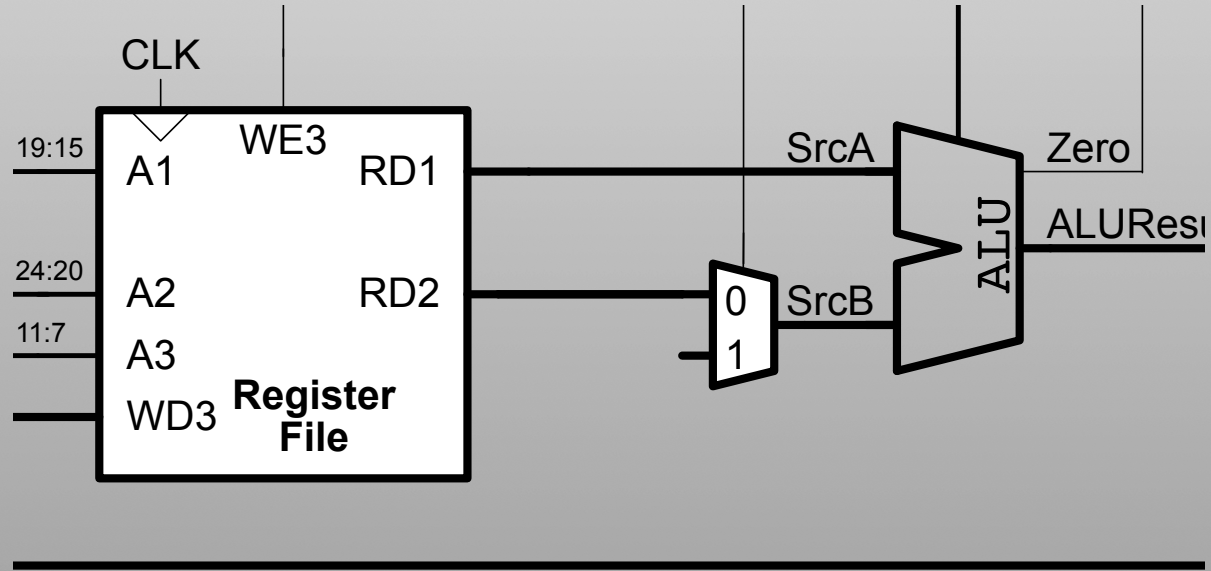 CLK
19:15
A1
WE3
RD1
SrcA
Zero
ALU
24:20
A2
RD2
0
SrcB
11:7
A3
1
WD3
Register
File